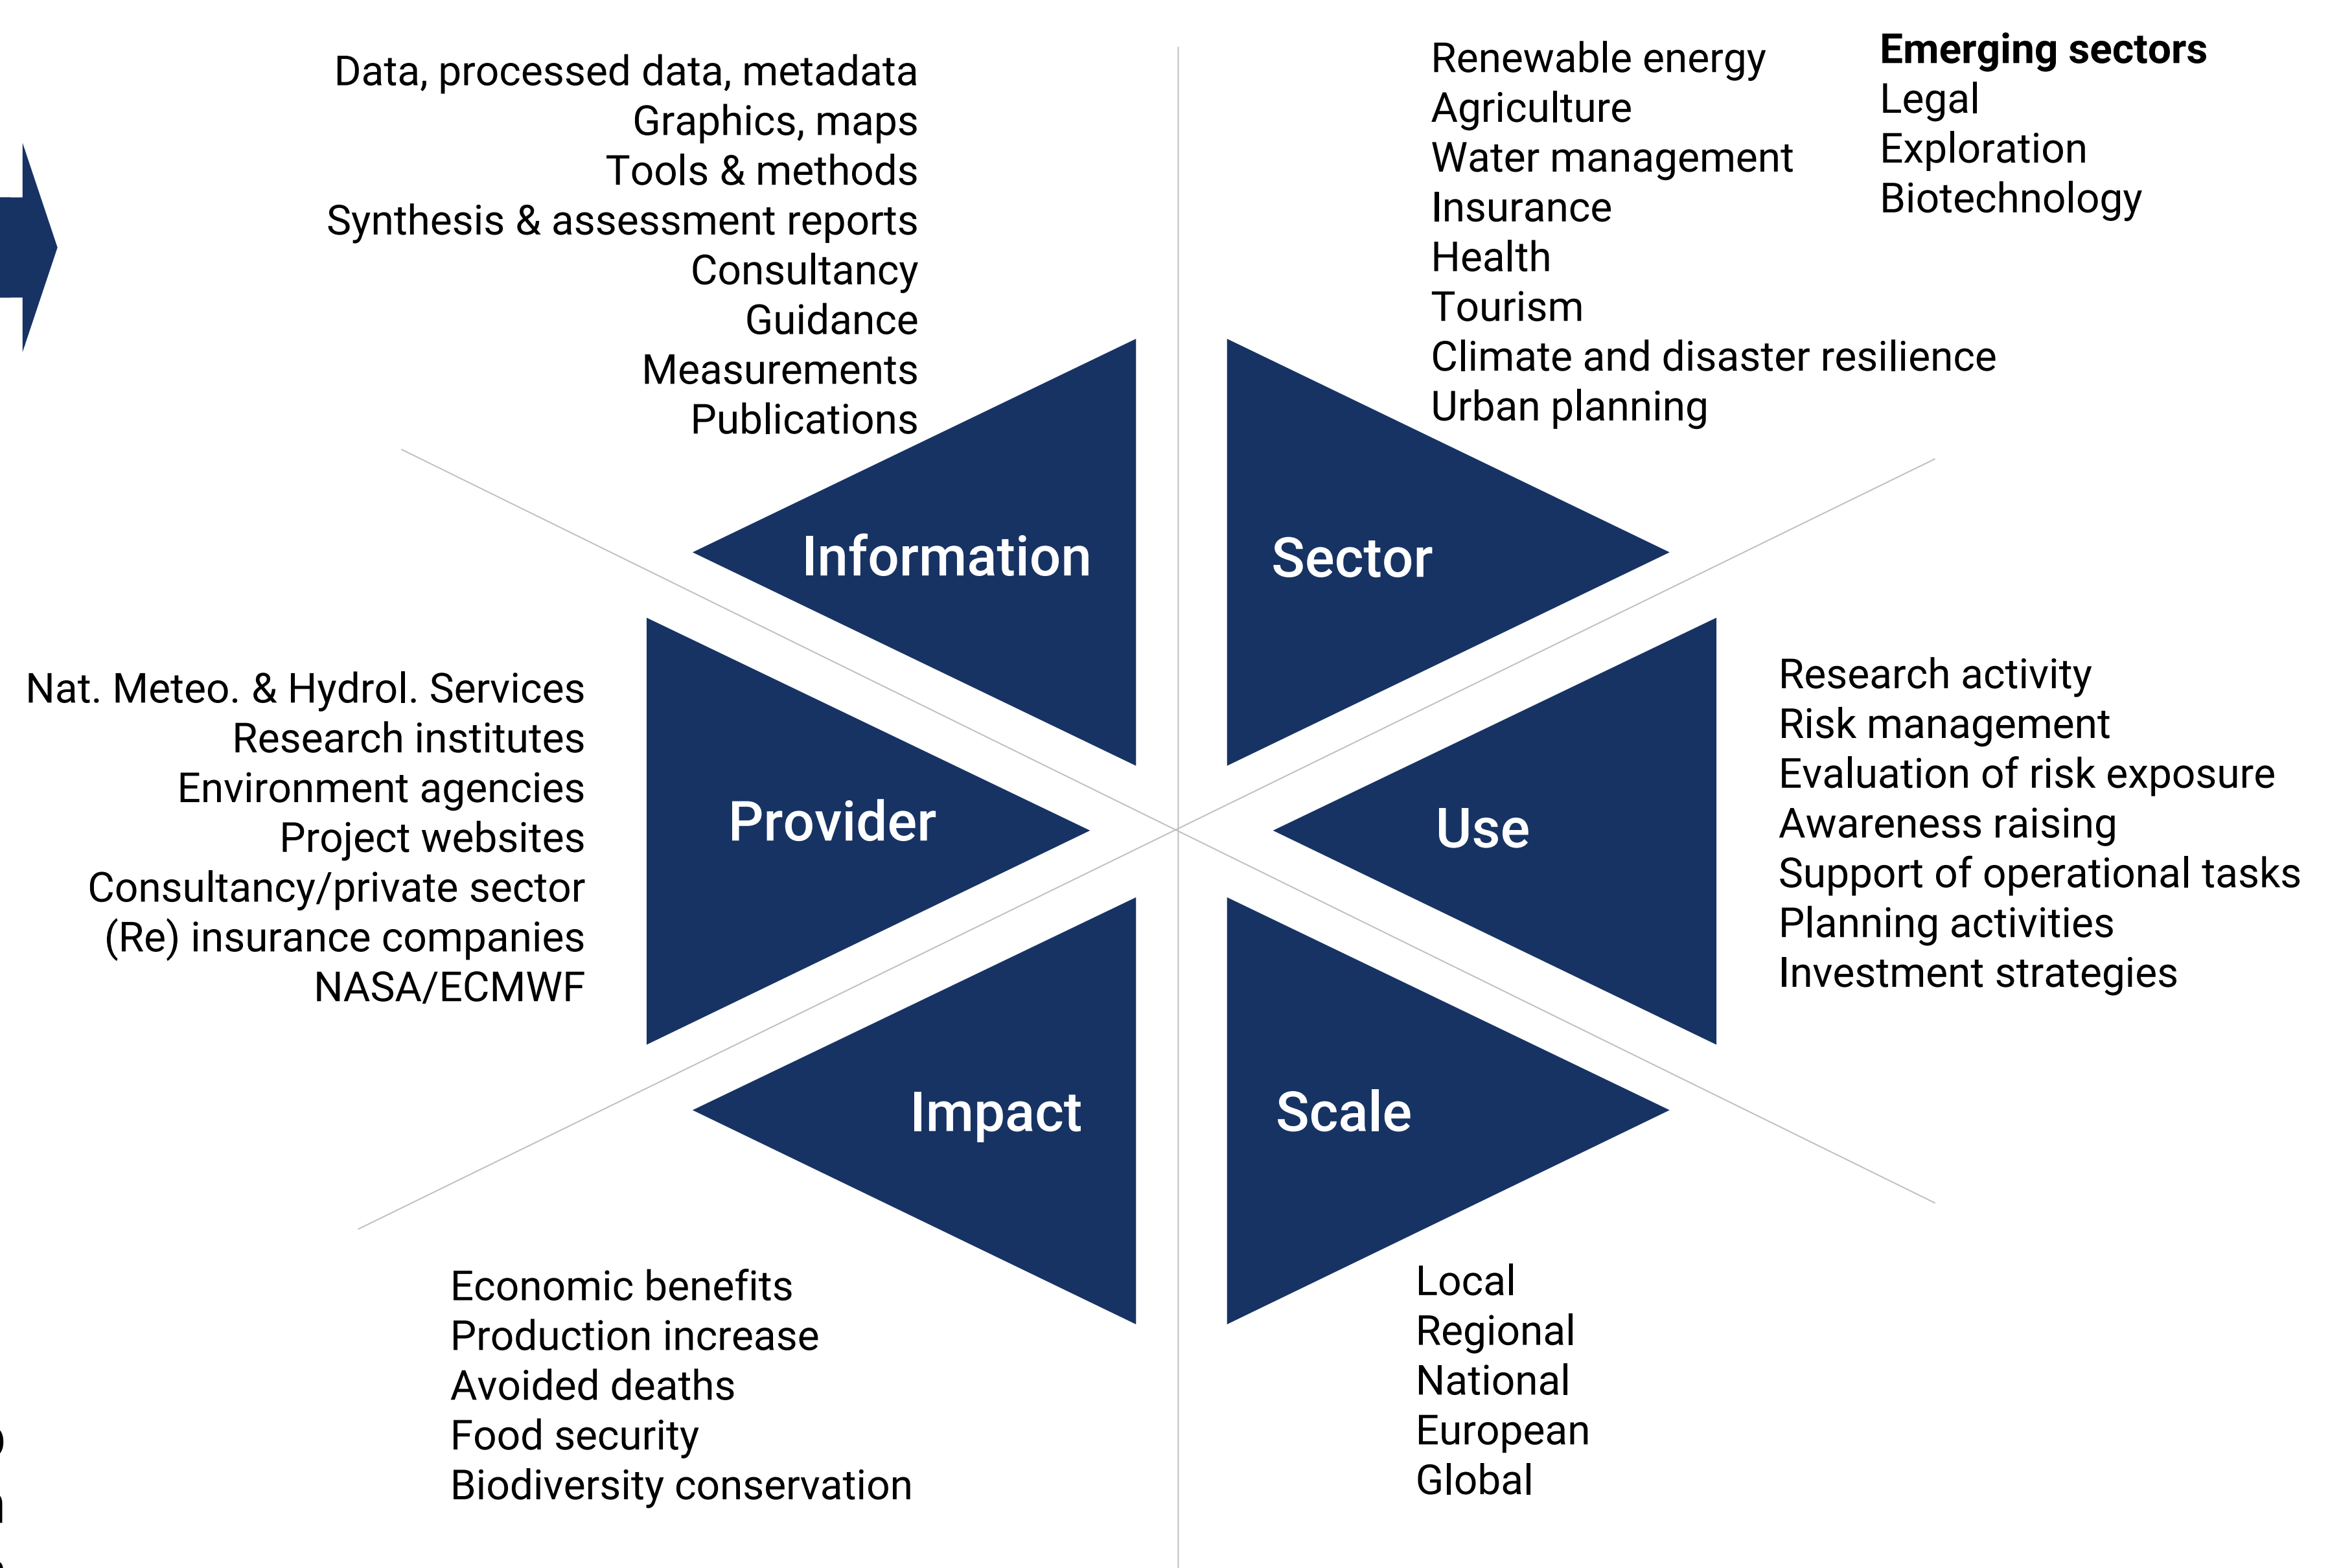 Data, processed data, metadata
Graphics, maps
Tools & methods
Synthesis & assessment reports
Consultancy
Guidance
Measurements
Publications
Renewable energy
Agriculture
Water management
Insurance
Health
Tourism
Climate and disaster resilience
Urban planning
Emerging sectors
Legal
Exploration
Biotechnology
Information
Sector
Nat. Meteo. & Hydrol. Services
Research institutes
Environment agencies
Project websites
Consultancy/private sector
(Re) insurance companies
NASA/ECMWF
Provider
Use
Research activity
Risk management
Evaluation of risk exposure
Awareness raising
Support of operational tasks
Planning activities
Investment strategies
Impact
Scale
Economic benefits
Production increase
Avoided deaths
Food security
Biodiversity conservation
Local
Regional
National
European
Global